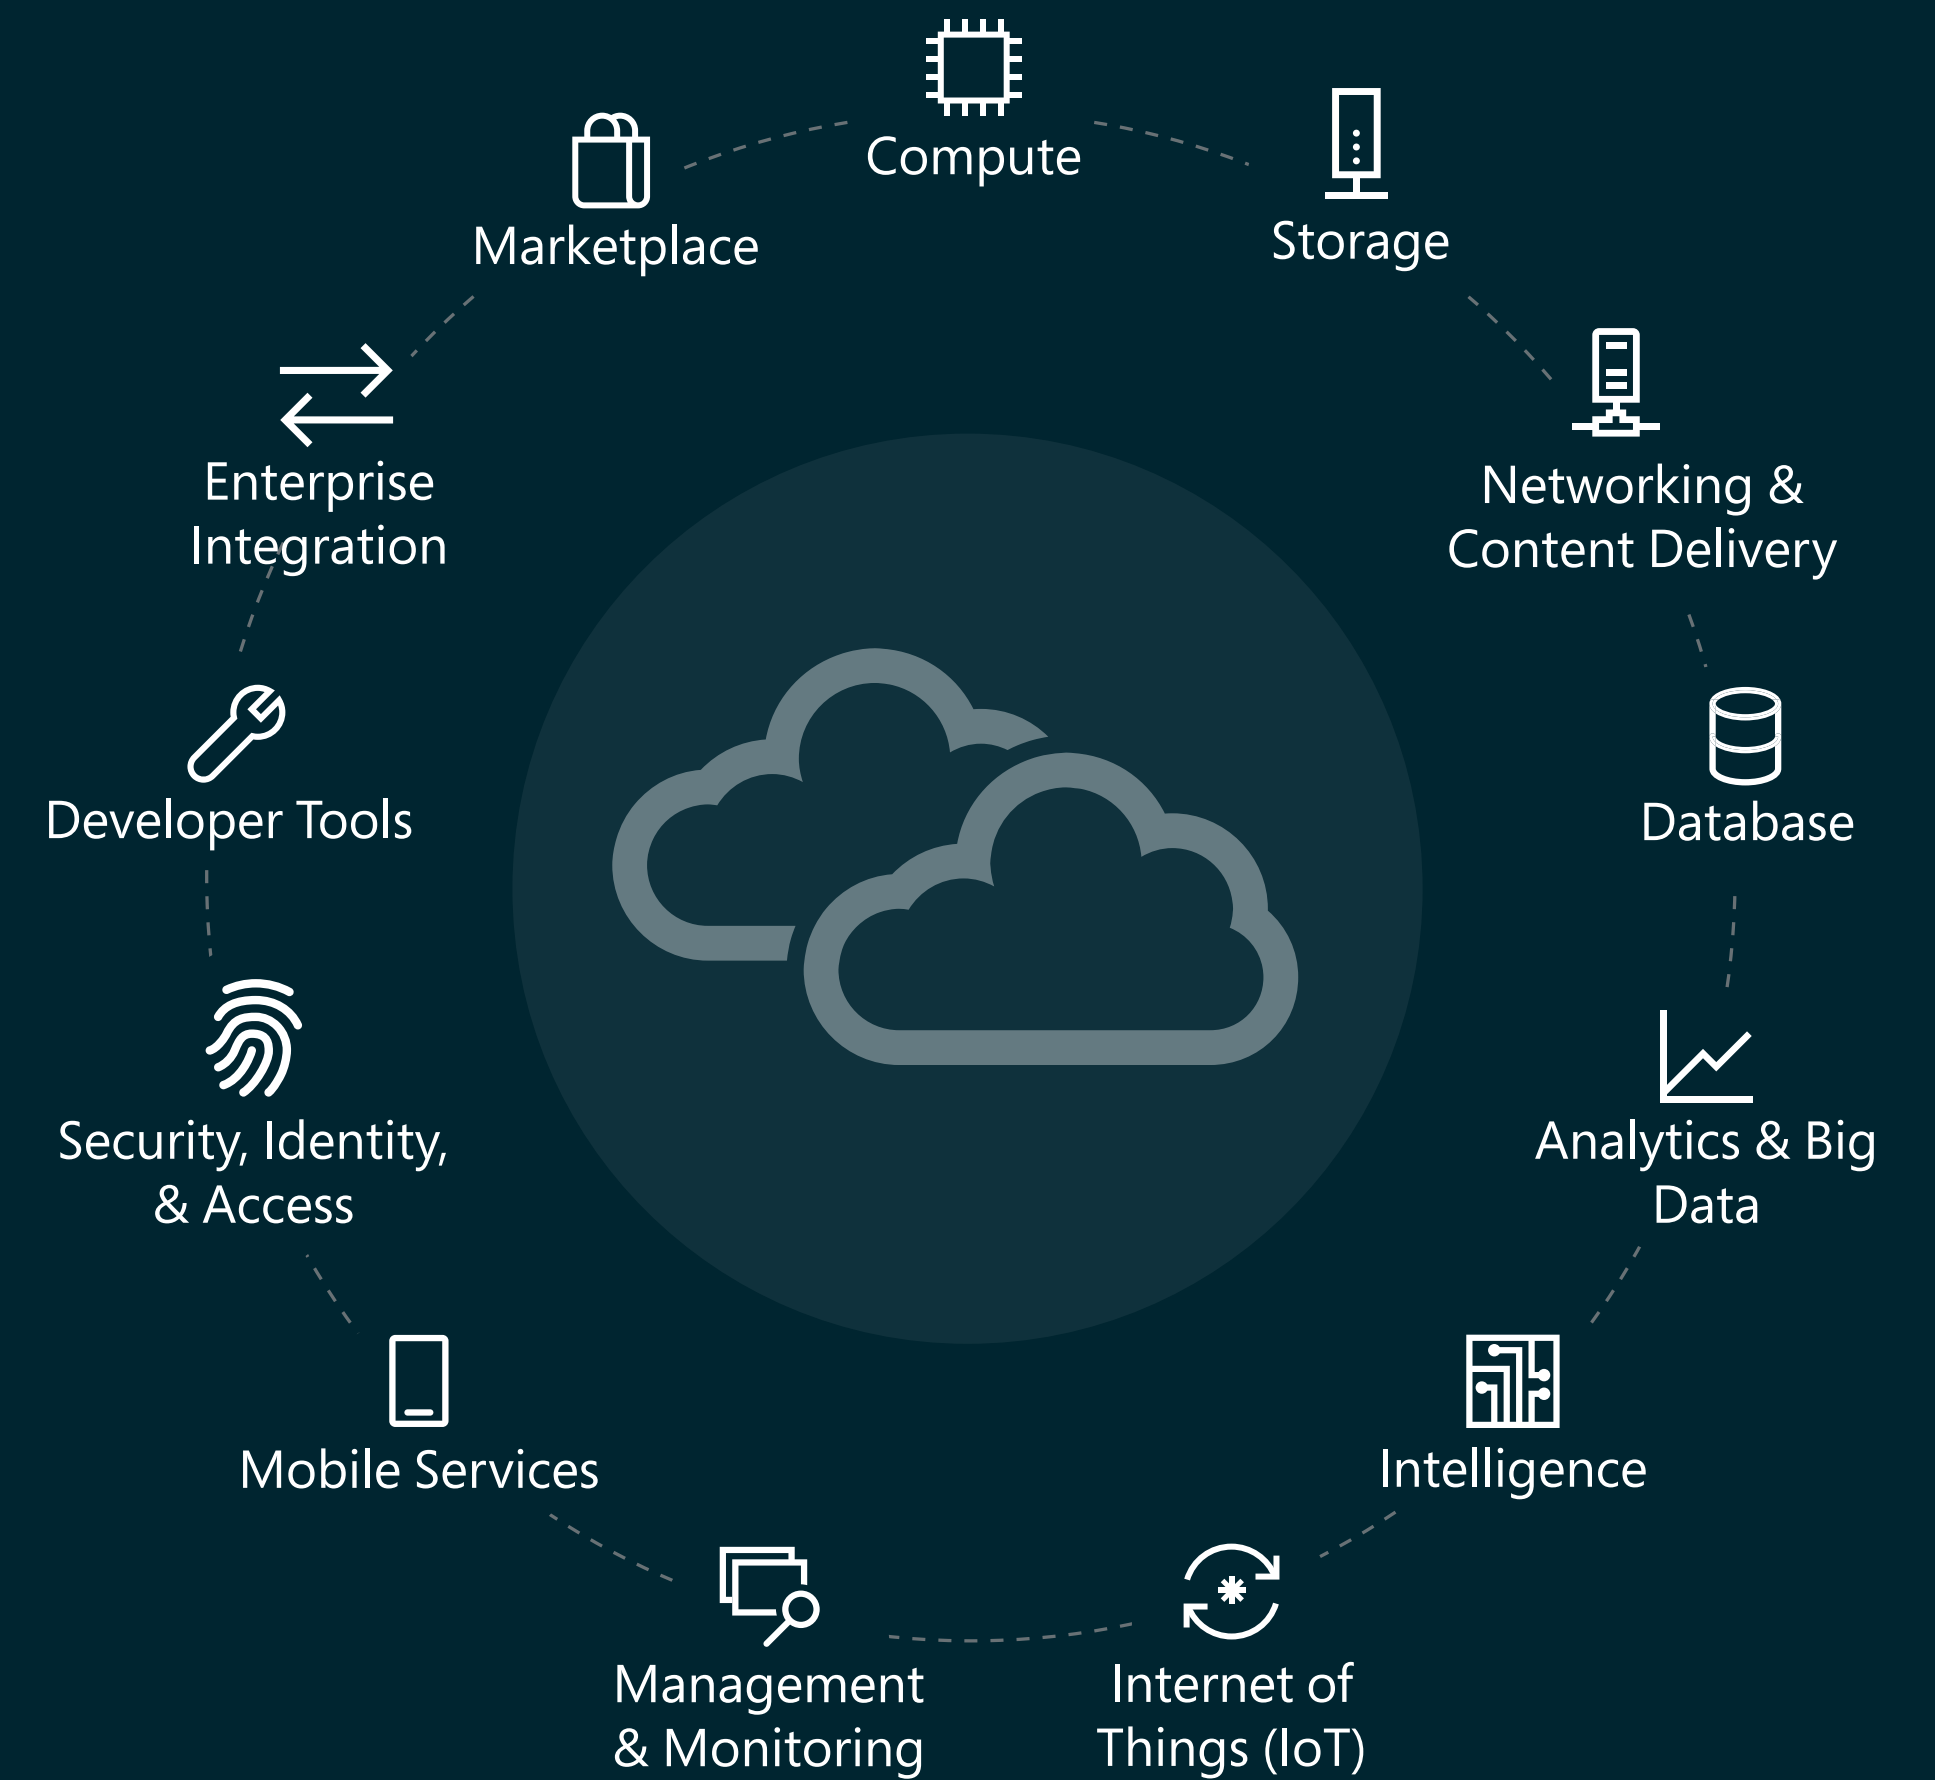 Compute
Storage
Networking &
Content Delivery
Database
Analytics & Big
Data
Intelligence
Internet of
Things (IoT)
Management
& Monitoring
Mobile Services
Security, Identity,
& Access
Developer Tools
Enterprise
Integration
Marketplace